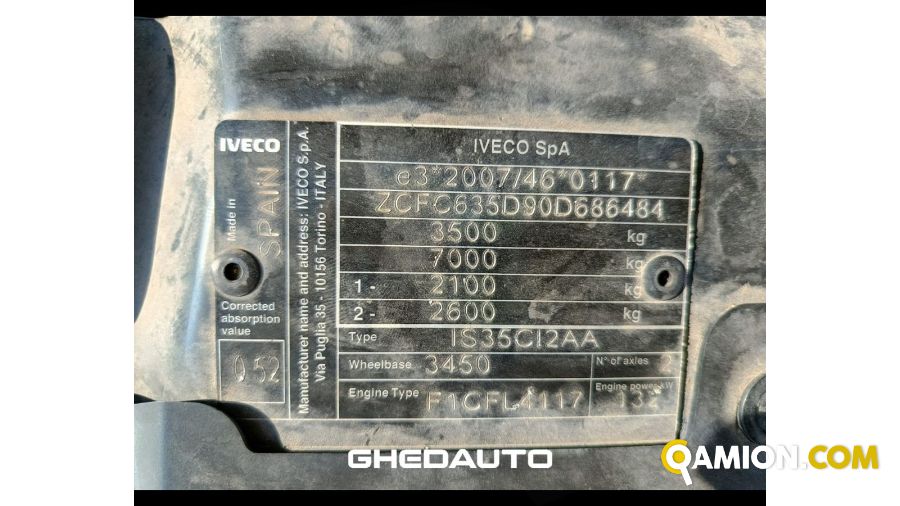 IVECO
Made in
SPAIN
Corrected
absorption
value
0.52
Manufacturer name and address: IVECO S.p.A.
Via Puglia 35 - 10156 Torino - ITALY
IVECO SpA
e3*2007/46*0117*
ZCFC635D90D686484
3500 kg
7000 kg
1- 2100 kg
2- 2600 kg
Type IS35CI2AA
Wheelbase 3450 N° of axles 2
Engine Type F1CFL4117 Engine power kW
GHEDAUTO
QAMION.COM